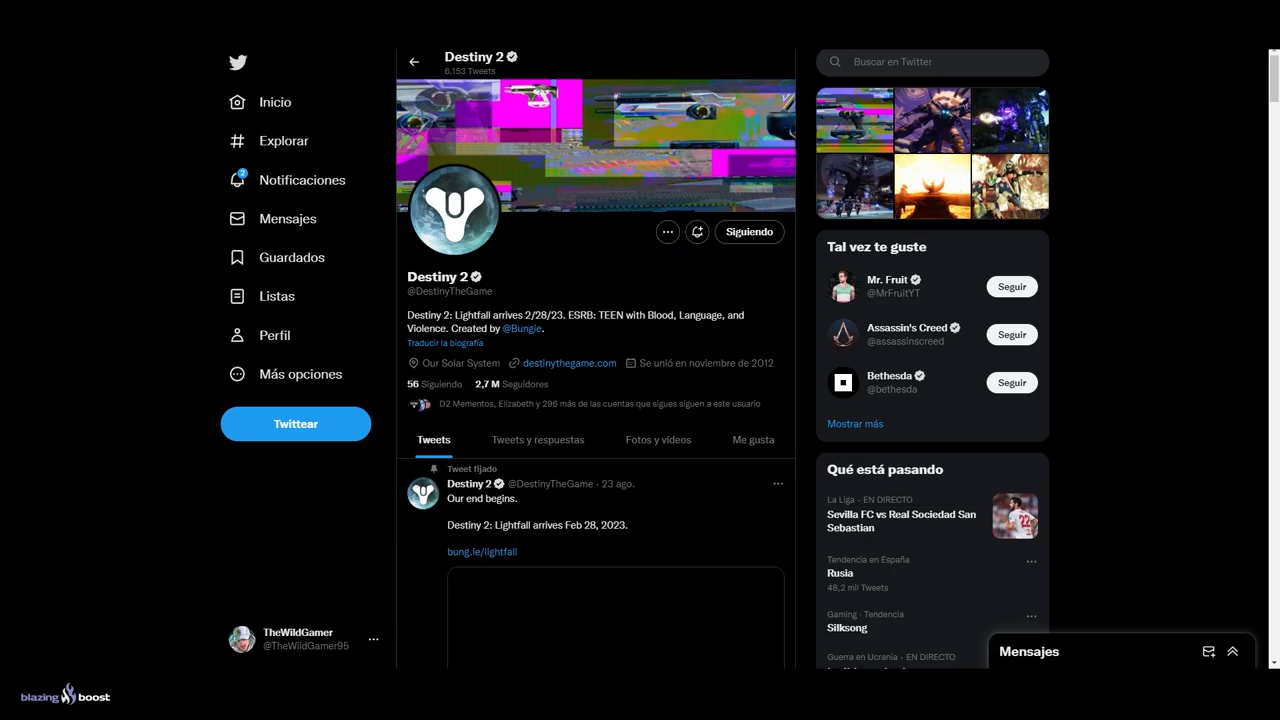 Inicio
Explorar
2
Notificaciones
Mensajes
Guardados
Listas
Perfil
Más opciones
Twittear
TheWildGamer
@TheWildGamer95
Destiny 2
6.153 Tweets
Siguiendo
Destiny 2
@DestinyTheGame
Destiny 2: Lightfall arrives 2/28/23. ESRB: TEEN with Blood, Language, and
Violence. Created by @Bungie.
Traducir la biografía
Our Solar System destinythegame.com Se unió en noviembre de 2012
56 Siguiendo 2,7 M Seguidores
D2 Mementos, Elizabeth y 296 más de las cuentas que sigues siguen a este usuario
Tweets Tweets y respuestas Fotos y videos Me gusta
Tweet fijado
Destiny 2 @DestinyTheGame · 23 ago.
Our end begins.
Destiny 2: Lightfall arrives Feb 28, 2023.
bung.ie/lightfall
Buscar en Twitter
Tal vez te guste
Mr. Fruit
@MrFruitYT
Seguir
Assassin's Creed
@assassinscreed
Seguir
Bethesda
@bethesda
Seguir
Mostrar más
Qué está pasando
La Liga · EN DIRECTO
Sevilla FC vs Real Sociedad San
Sebastian
Tendencia en España
Rusia
48,2 mil Tweets
Gaming · Tendencia
Silksong
Guerra en Ucrania · EN DIRECTO
Mensajes
blazing boost